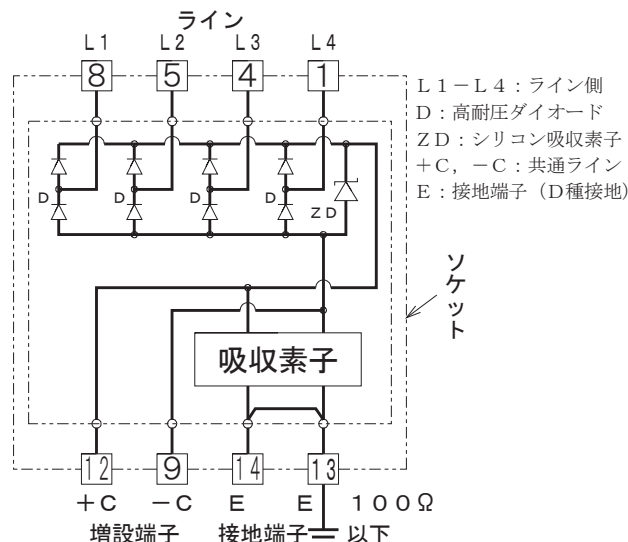 ライン
L1 L2 L3 L4
8 5 4 1
L1－L4：ライン側
D：高耐圧ダイオード
ZD：シリコン吸収素子
＋C，－C：共通ライン
E：接地端子（D種接地）
D D D D ZD
ソケット
吸収素子
12 9 14 13
＋C －C E E 100Ω
増設端子 接地端子 以下